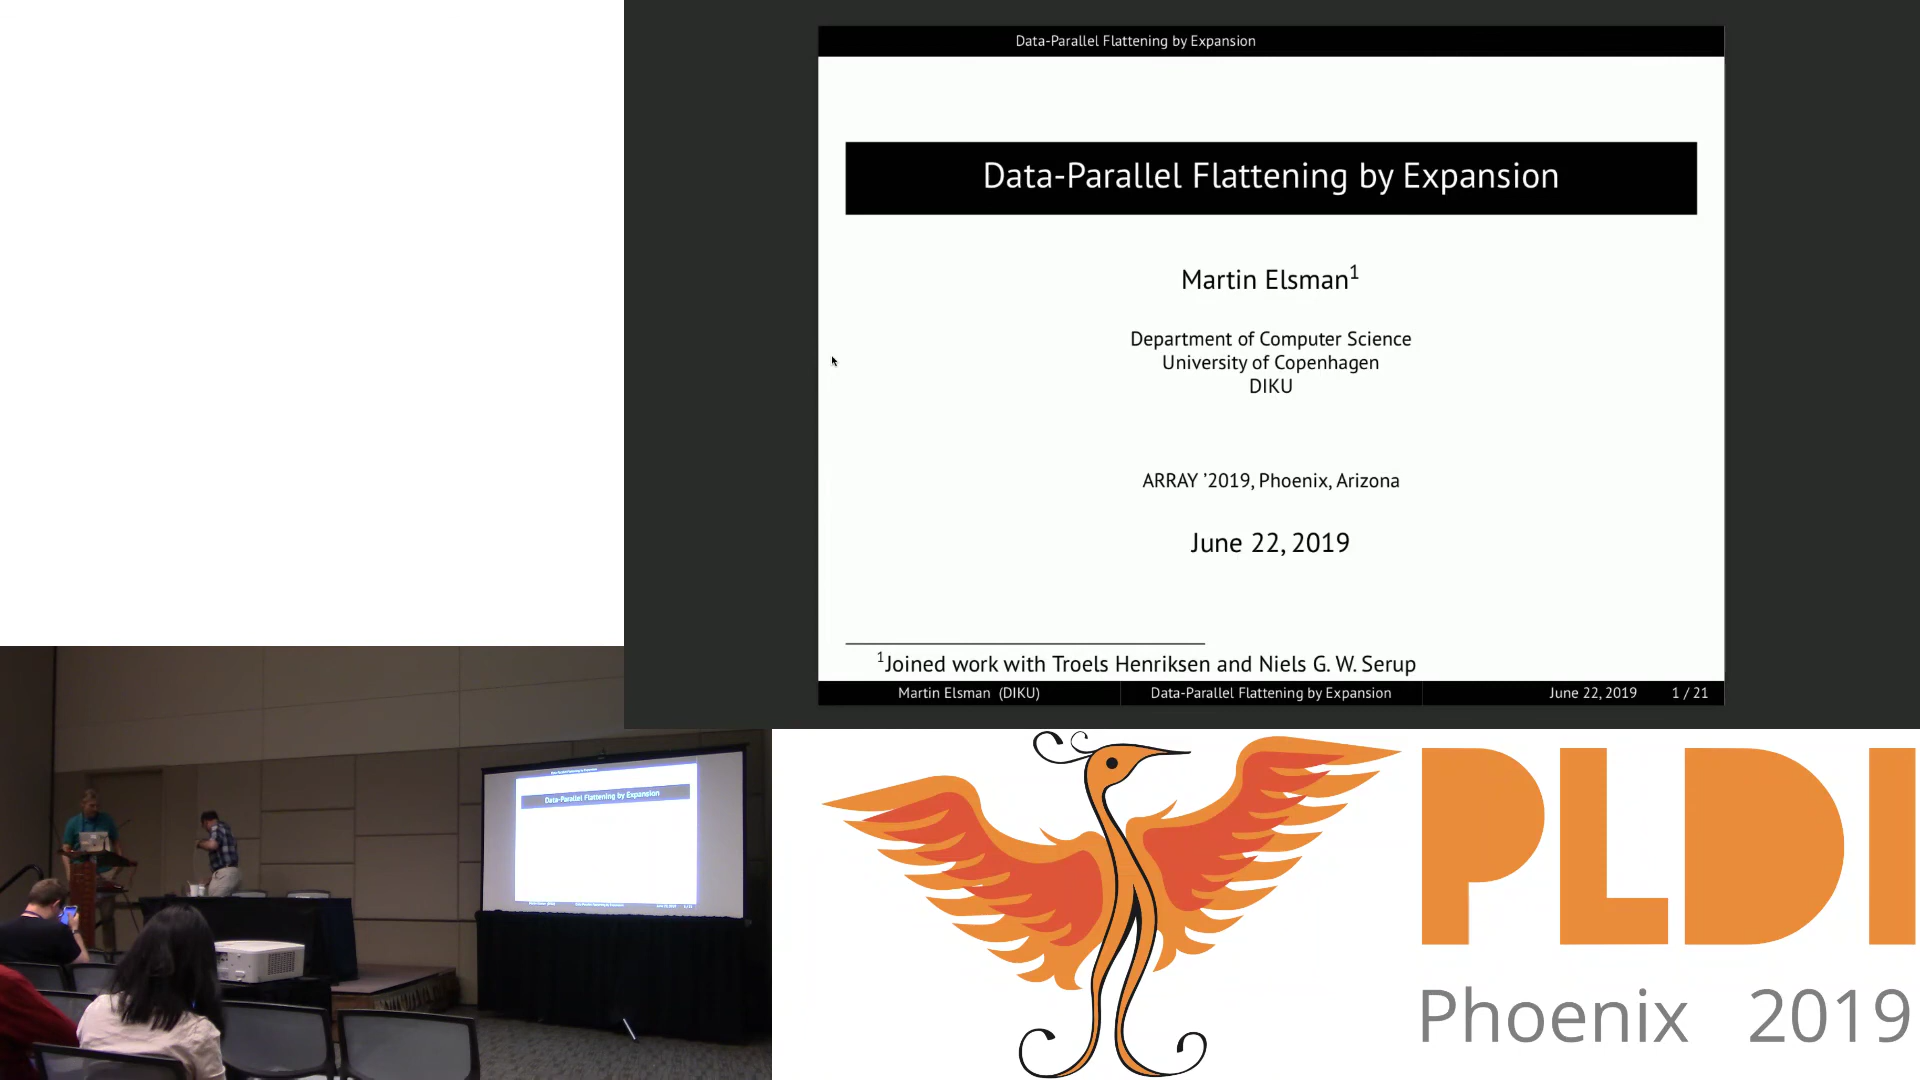 Data-Parallel Flattening by Expansion
Data-Parallel Flattening by Expansion
Martin Elsman1
Department of Computer Science
University of Copenhagen
DIKU
ARRAY '2019, Phoenix, Arizona
June 22, 2019
1Joined work with Troels Henriksen and Niels G. W. Serup
Martin Elsman (DIKU) Data-Parallel Flattening by Expansion June 22, 2019 1 / 21
Data-Parallel Flattening by Expansion
PLDI
Phoenix 2019